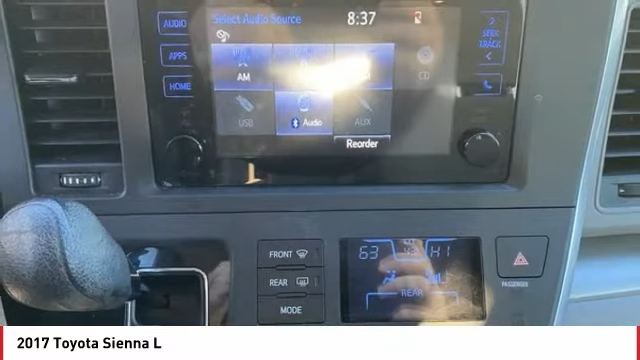 AUDIO
Select Audio Source
8:37
SEEK
TRACK
APPS
AM
CD
HOME
USB
Audio
AUX
Reorder
FRONT
63
HI
REAR
REAR
MODE
PASSENGER
2017 Toyota Sienna L